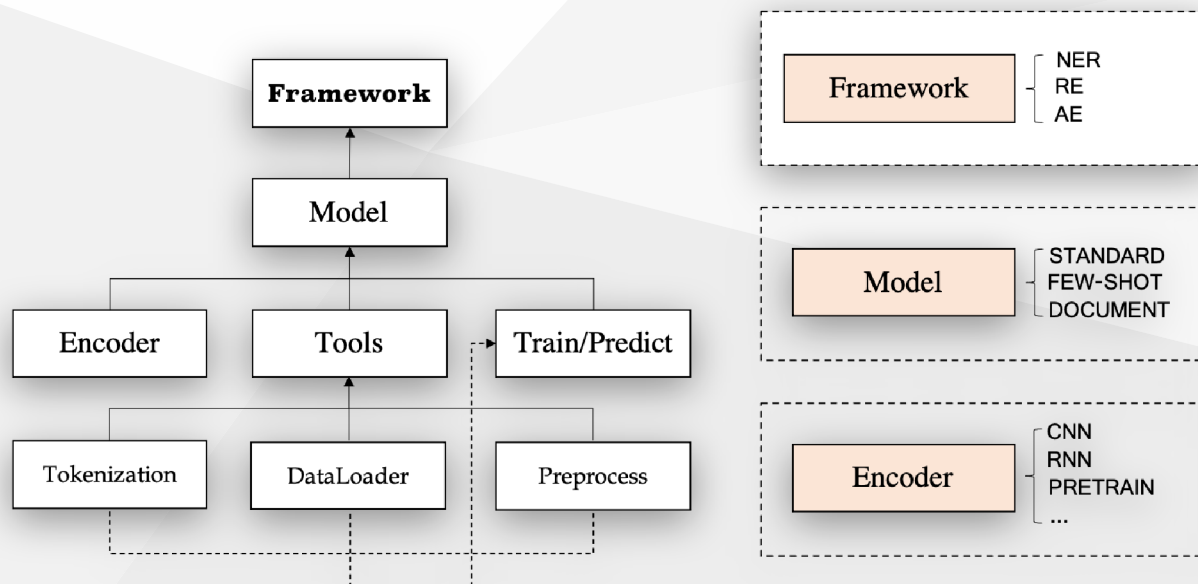 Framework
Model
Encoder
Tools
Train/Predict
Tokenization
DataLoader
Preprocess
Framework
NER
RE
AE
Model
STANDARD
FEW-SHOT
DOCUMENT
Encoder
CNN
RNN
PRETRAIN
...